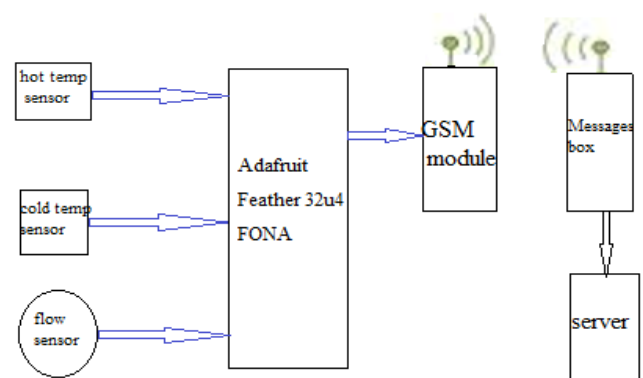 hot temp
sensor
cold temp
sensor
flow
sensor
Adafruit
Feather 32u4
FONA
GSM
module
Messages
box
server